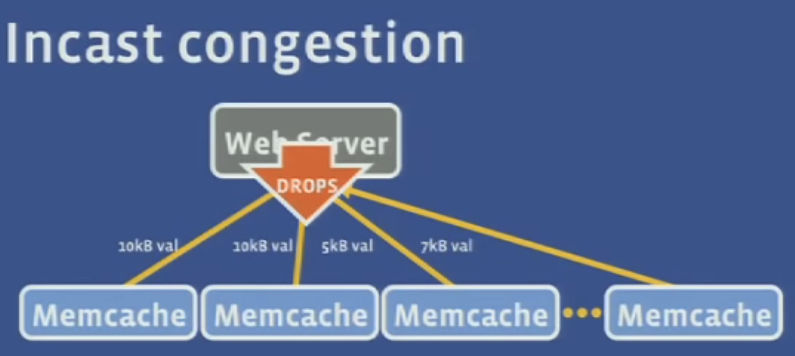 Incast congestion
Web Server
DROPS
10kB val 10kB val 5kB val 7kB val
Memcache Memcache Memcache Memcache